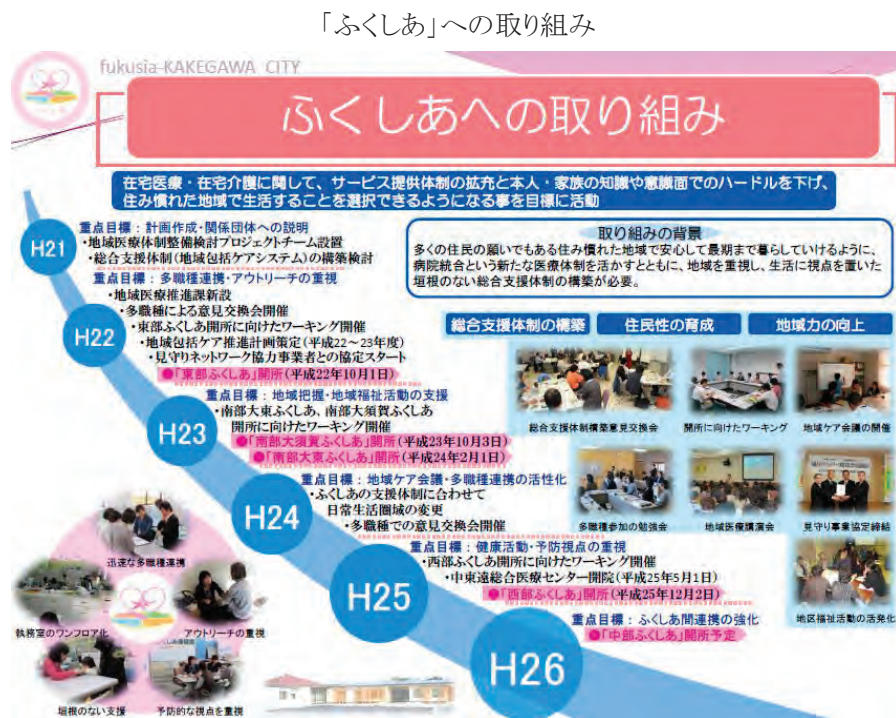 「ふくしあ」への取り組み
fukusia-KAKEGAWA CITY
ふくしあへの取り組み
在宅医療・在宅介護に関して、サービス提供体制の拡充と本人・家族の知識や意識面でのハードルを下げ、
住み慣れた地域で生活することを選択できるようになる事を目標に活動
H21
重点目標：計画作成・関係団体への説明
・地域医療体制整備検討プロジェクトチーム設置
・総合支援体制（地域包括ケアシステム）の構築検討
取り組みの背景
多くの住民の願いでもある住み慣れた地域で安心して最期まで暮らしていけるように、
病院統合という新たな医療体制を活かすとともに、地域を重視し、生活に視点を置いた
垣根のない総合支援体制の構築が必要。
H22
重点目標：多職種連携・アウトリーチの重視
・地域医療推進課新設
・多職種による意見交換会開催
・東部ふくしあ開所に向けたワーキング開催
・地域包括ケア推進計画策定（平成22～23年度）
・見守りネットワーク協力事業者との協定スタート
●「東部ふくしあ」開所（平成22年10月1日）
H23
重点目標：地域把握・地域福祉活動の支援
・南部大東ふくしあ、南部大須賀ふくしあ
開所に向けたワーキング開催
●「南部大須賀ふくしあ」開所（平成23年10月3日）
●「南部大東ふくしあ」開所（平成24年2月1日）
H24
重点目標：地域ケア会議・多職種連携の活性化
・ふくしあの支援体制に合わせて
日常生活圏域の変更
・多職種での意見交換会開催
H25
重点目標：健康活動・予防視点の重視
・西部ふくしあ開所に向けたワーキング開催
・中東遠総合医療センター開院（平成25年5月1日）
●「西部ふくしあ」開所（平成25年12月2日）
H26
重点目標：ふくしあ間連携の強化
●「中部ふくしあ」開所予定
総合支援体制の構築
住民性の育成
地域力の向上
総合支援体制構築意見交換会
開所に向けたワーキング
地域ケア会議の開催
多職種参加の勉強会
地域医療講演会
見守り事業協定締結
地区福祉活動の活発化
迅速な多職種連携
執務室のワンフロア化
アウトリーチの重視
垣根のない支援
予防的な視点を重視